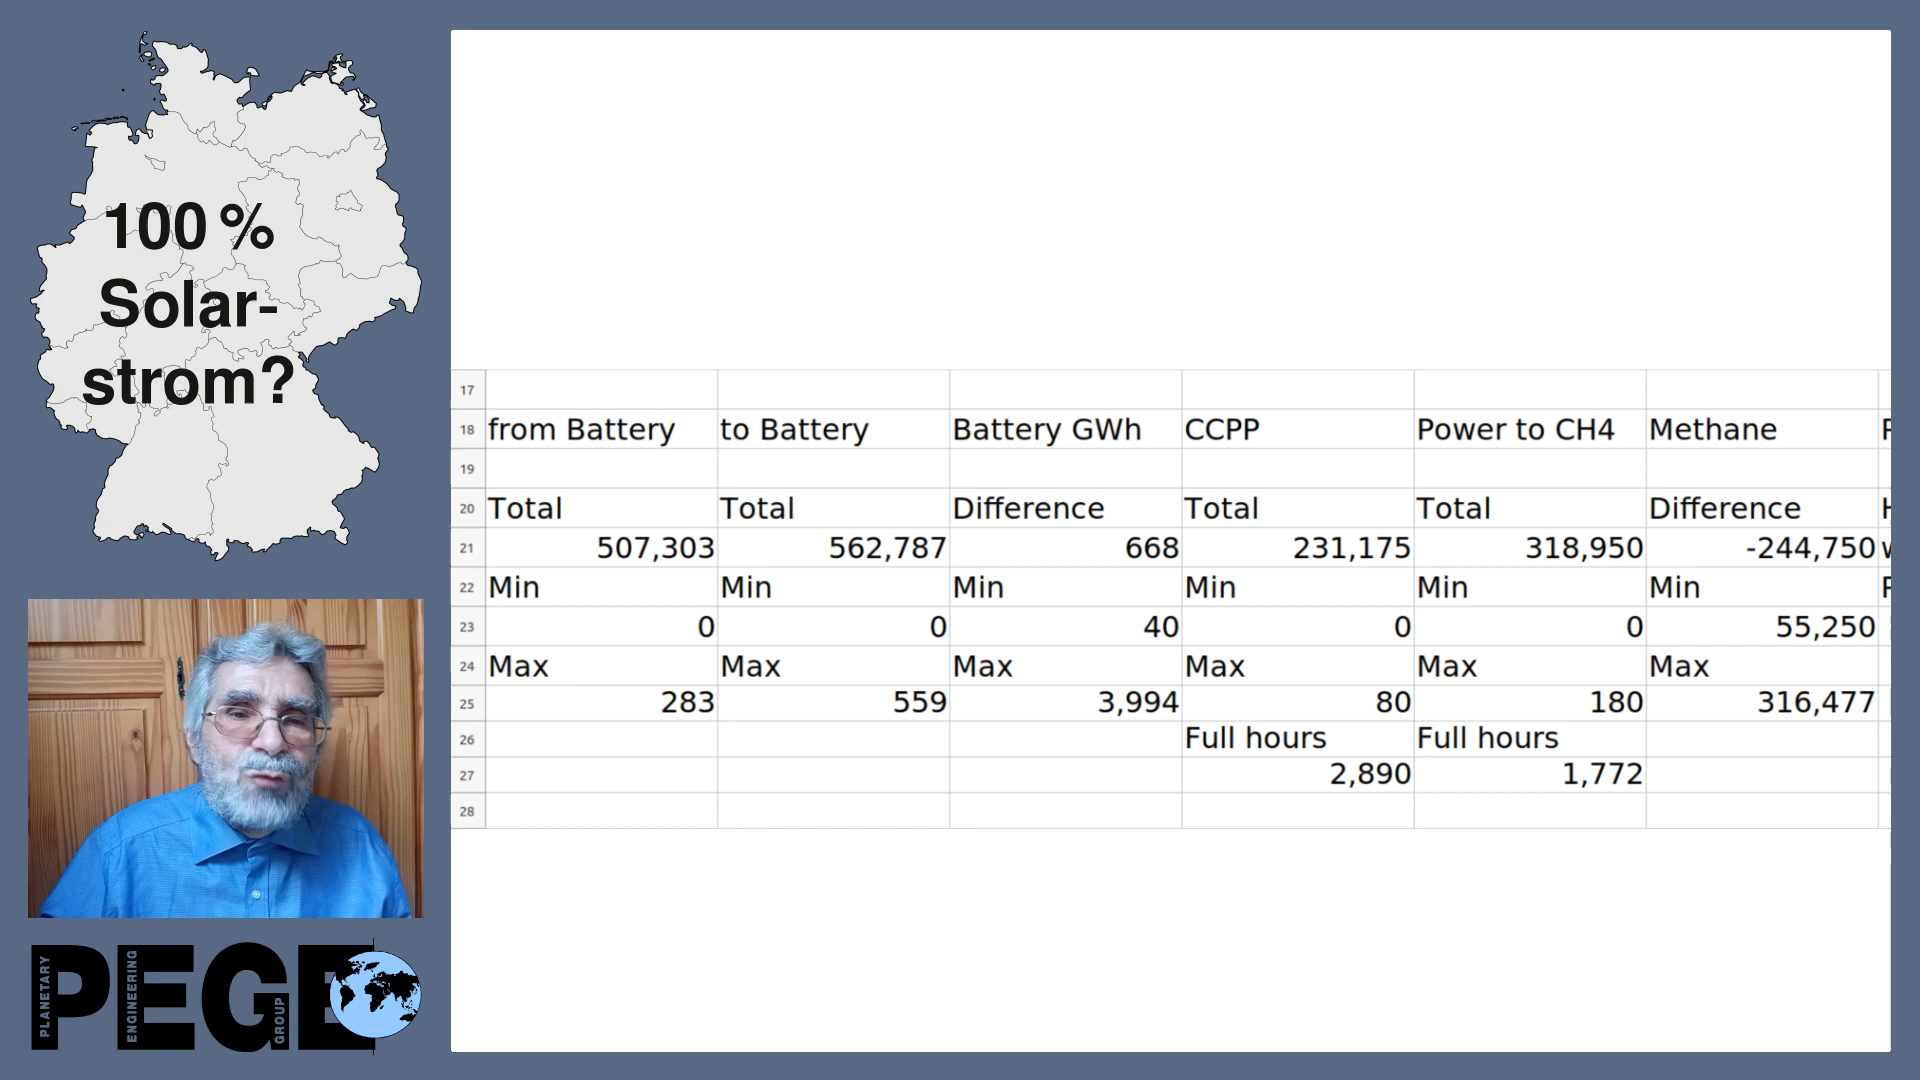 100 %
Solar-
strom?
PLANETARY
ENGINEERING
GROUP
PEGE
17
18 from Battery to Battery Battery GWh CCPP Power to CH4 Methane
19
20 Total Total Difference Total Total Difference
21 507,303 562,787 668 231,175 318,950 -244,750
22 Min Min Min Min Min Min
23 0 0 40 0 0 55,250
24 Max Max Max Max Max Max
25 283 559 3,994 80 180 316,477
26 Full hours Full hours
27 2,890 1,772
28